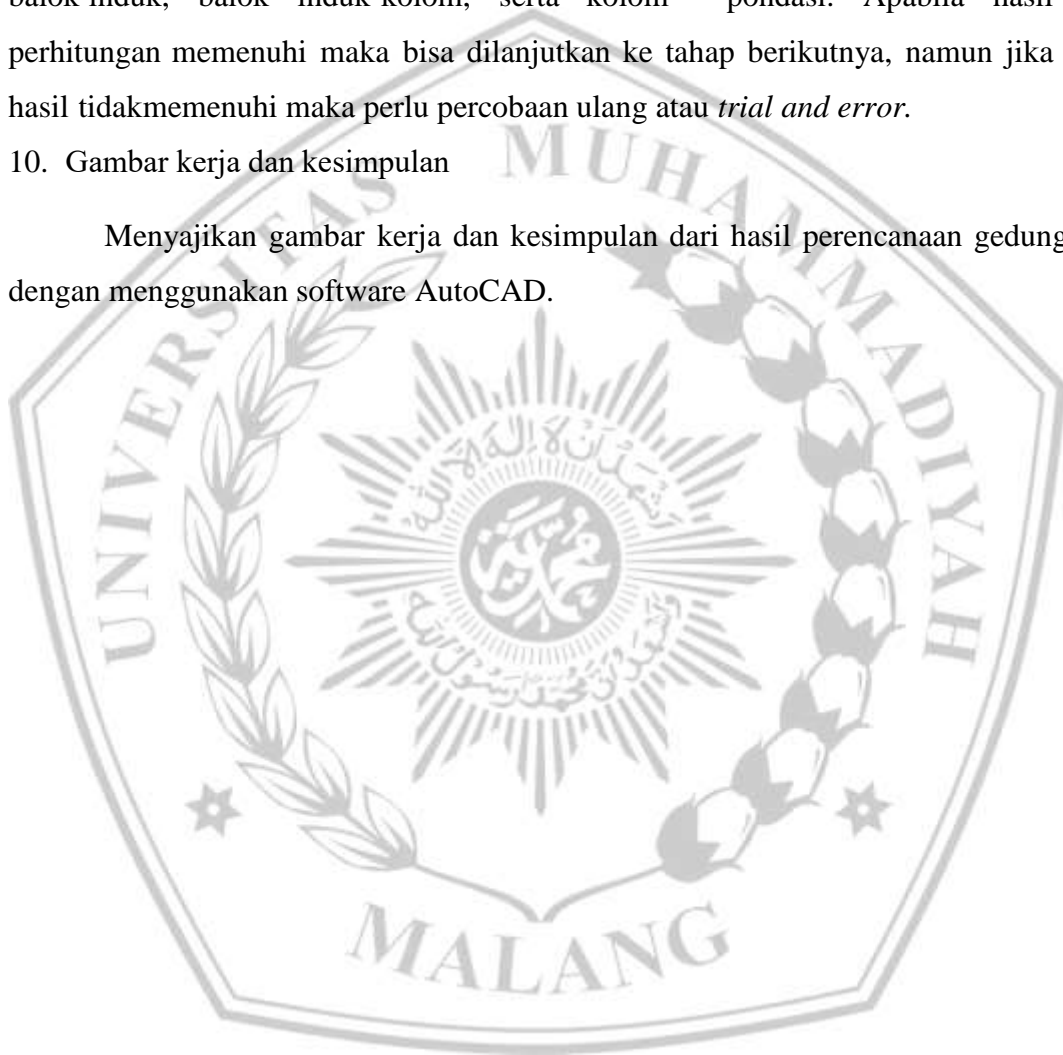 balok-induk, balok induk-kolom, serta kolom – pondasi. Apabila hasil
perhitungan memenuhi maka bisa dilanjutkan ke tahap berikutnya, namun jika
hasil tidakmemenuhi maka perlu percobaan ulang atau trial and error.
10. Gambar kerja dan kesimpulan
Menyajikan gambar kerja dan kesimpulan dari hasil perencanaan gedung
dengan menggunakan software AutoCAD.
UNIVERSITAS MUHAMMADIYAH
MALANG